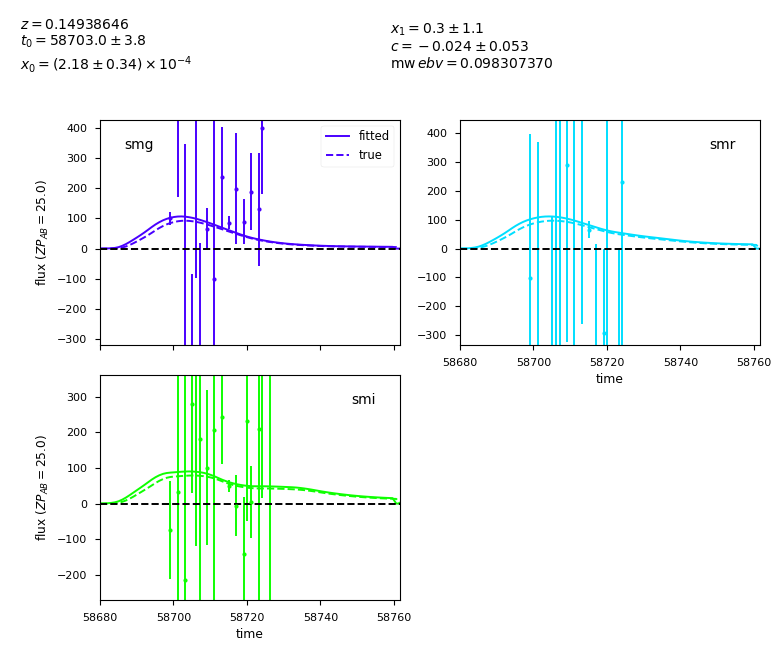 z = 0.14938646
t₀ = 58703.0 ± 3.8
x₀ = (2.18 ± 0.34) × 10⁻⁴
x₁ = 0.3 ± 1.1
c = −0.024 ± 0.053
mw ebv = 0.098307370
smg
fitted
true
400
300
200
100
0
−100
−200
−300
flux (ZP_AB = 25.0)
smr
400
300
200
100
0
−100
−200
−300
58680
58700
58720
58740
58760
time
smi
300
200
100
0
−100
−200
flux (ZP_AB = 25.0)
58680
58700
58720
58740
58760
time